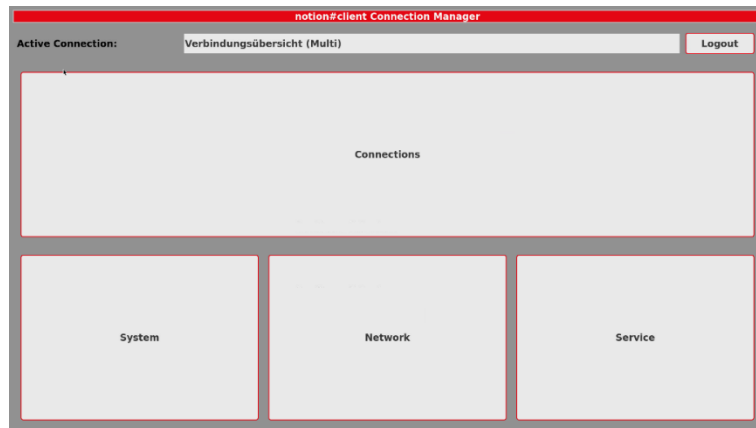 notion#client Connection Manager
Active Connection: Verbindungsübersicht (Multi) Logout
Connections
System Network Service